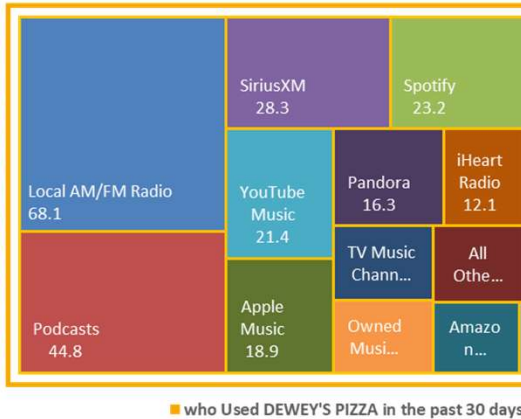 SiriusXM
28.3
Spotify
23.2
Local AM/FM Radio
68.1
YouTube
Music
21.4
Pandora
16.3
iHeart
Radio
12.1
Podcasts
44.8
Apple
Music
18.9
TV Music
Chann...
All
Othe...
Owned
Musi...
Amazo
n...
who Used DEWEY'S PIZZA in the past 30 days